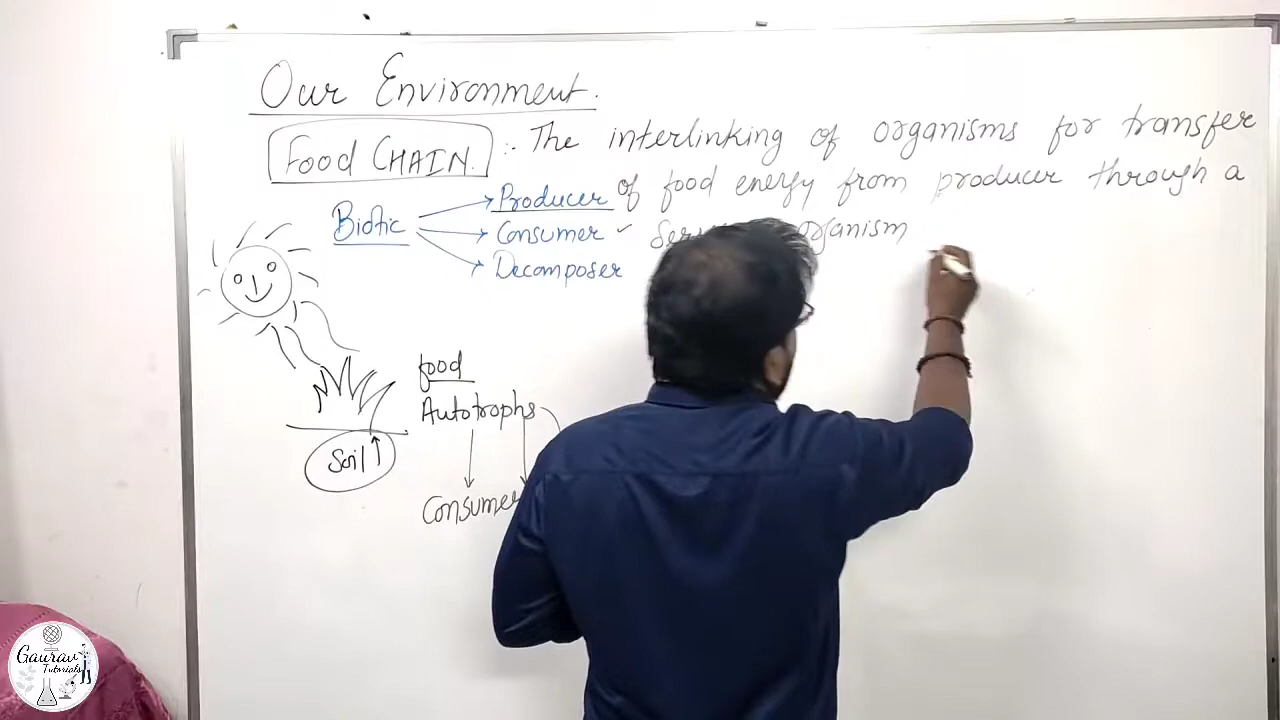 Our Environment.
Food CHAIN. :- The interlinking of organisms for transfer
of food energy from producer through a
organism
Biotic
Producer
Consumer
Decomposer
food
Autotrophs
Soil
Consumer
Gaurav
Tutorials